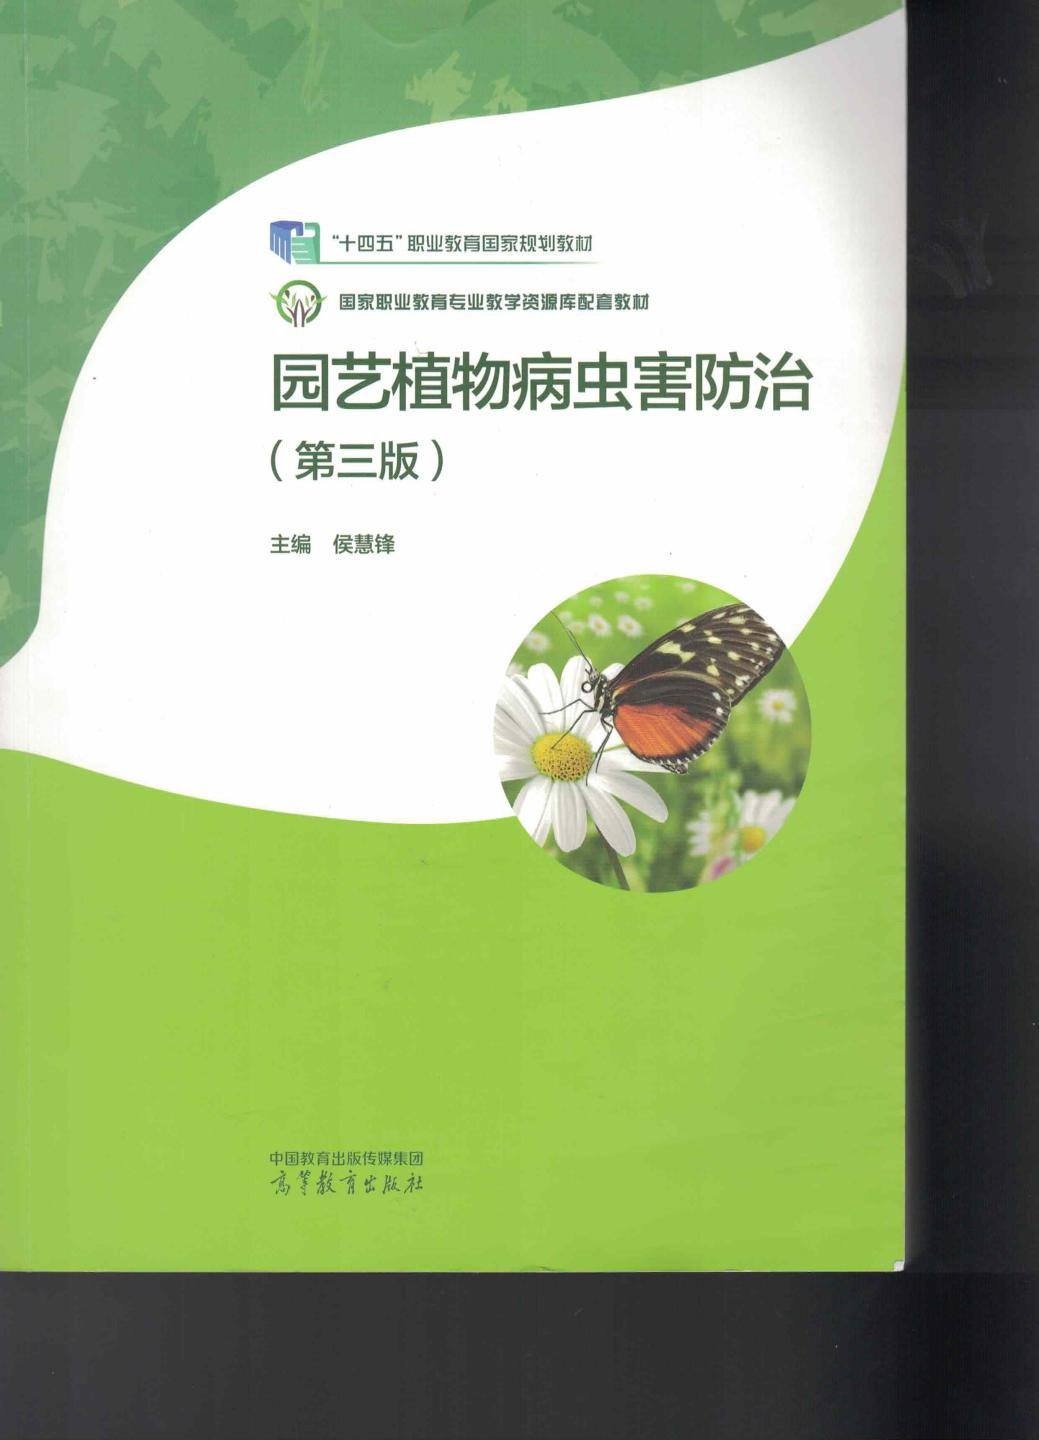 “十四五”职业教育国家规划教材
国家职业教育专业教学资源库配套教材
园艺植物病虫害防治
（第三版）
主编 侯慧锋
中国教育出版传媒集团
高等教育出版社